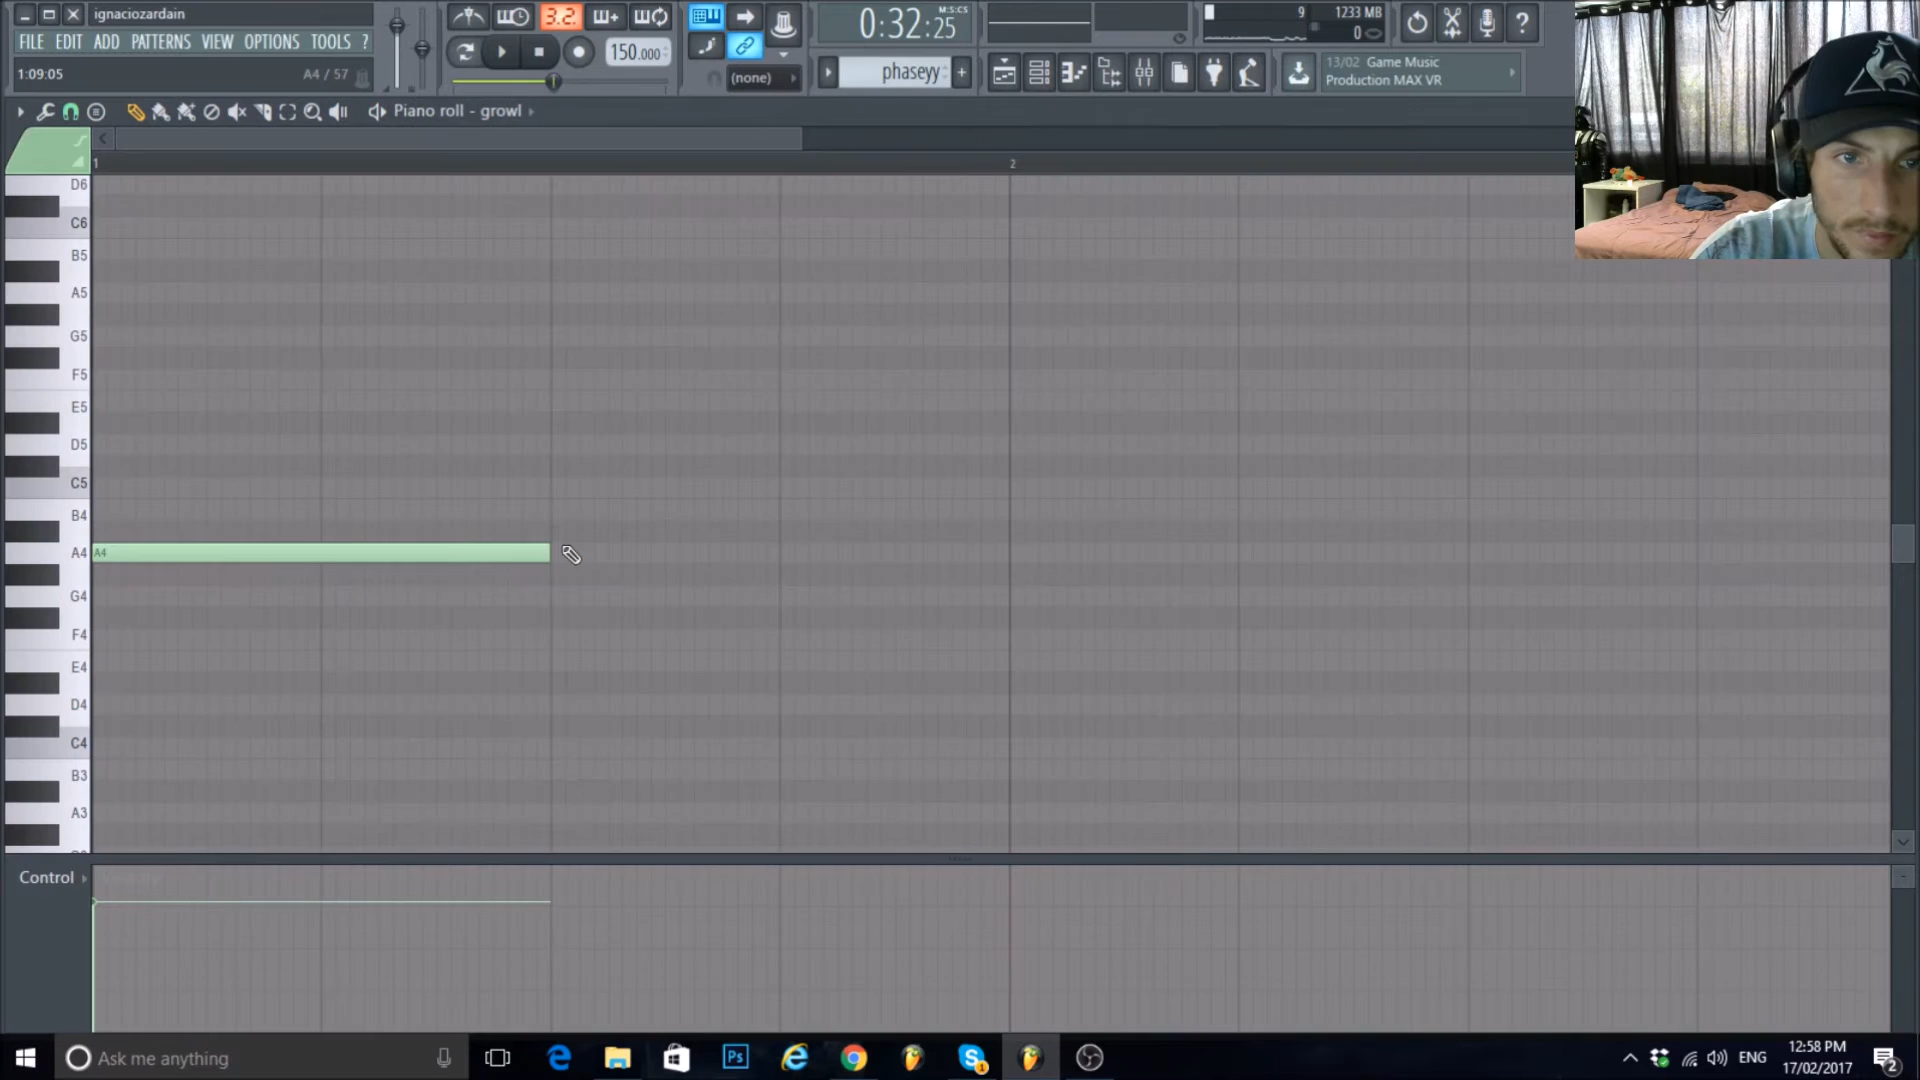 ignaciozardain
FILE EDIT ADD PATTERNS VIEW OPTIONS TOOLS ?
1:09:05 A4 / 57
3.2.
150.000
(none)
0:32:25 M:S:CS
phaseyy +
9 1233 MB
0
?
13/02 Game Music
Production MAX VR
Piano roll - growl
1 2
D6
C6
B5
A5
G5
F5
E5
D5
C5
B4
A4 A4
G4
F4
E4
D4
C4
B3
A3
Control
Ask me anything
Ps
1
ENG
12:58 PM
17/02/2017
2